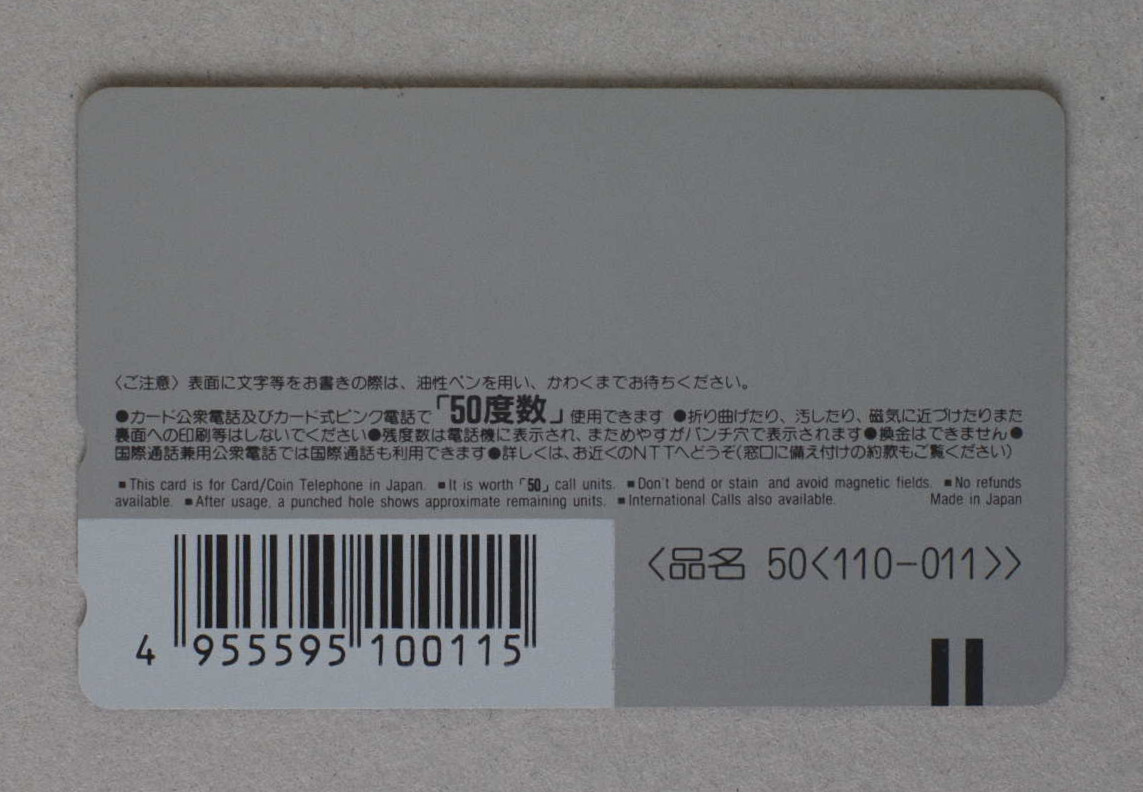 〈ご注意〉表面に文字等をお書きの際は、油性ペンを用い、かわくまでお待ちください。
●カード公衆電話及びカード式ピンク電話で「50度数」使用できます ●折り曲げたり、汚したり、磁気に近づけたりまた
裏面への印刷等はしないでください●残度数は電話機に表示され、まためやすがパンチ穴で表示されます●換金はできません●
国際通話兼用公衆電話では国際通話も利用できます●詳しくは、お近くのNTTへどうぞ(窓口に備え付けの約款もご覧ください)
■This card is for Card/Coin Telephone in Japan. ■It is worth「50」call units. ■Don't bend or stain and avoid magnetic fields. ■No refunds
available. ■After usage, a punched hole shows approximate remaining units. ■International Calls also available. Made in Japan
〈品名 50〈110-011〉〉
4 955595 100115